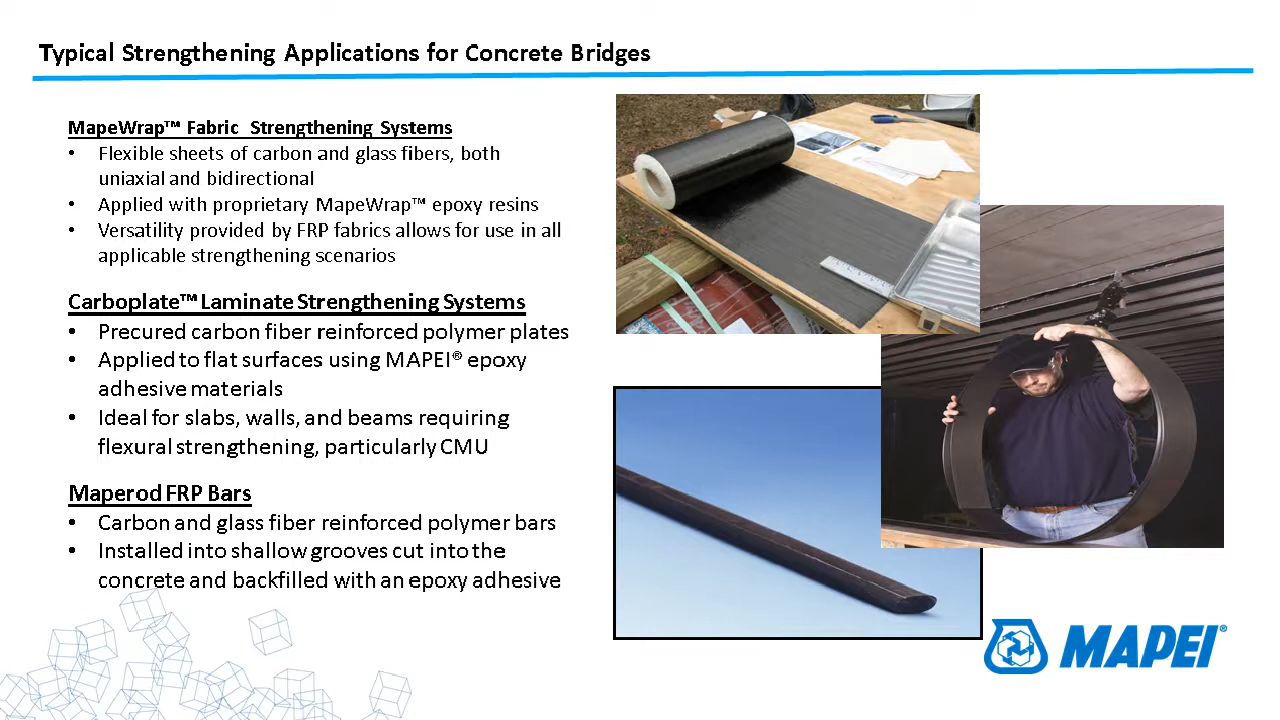 Typical Strengthening Applications for Concrete Bridges
MapeWrap™ Fabric Strengthening Systems
• Flexible sheets of carbon and glass fibers, both
uniaxial and bidirectional
• Applied with proprietary MapeWrap™ epoxy resins
• Versatility provided by FRP fabrics allows for use in all
applicable strengthening scenarios
Carboplate™ Laminate Strengthening Systems
• Precured carbon fiber reinforced polymer plates
• Applied to flat surfaces using MAPEI® epoxy
adhesive materials
• Ideal for slabs, walls, and beams requiring
flexural strengthening, particularly CMU
Maperod FRP Bars
• Carbon and glass fiber reinforced polymer bars
• Installed into shallow grooves cut into the
concrete and backfilled with an epoxy adhesive
MAPEI®